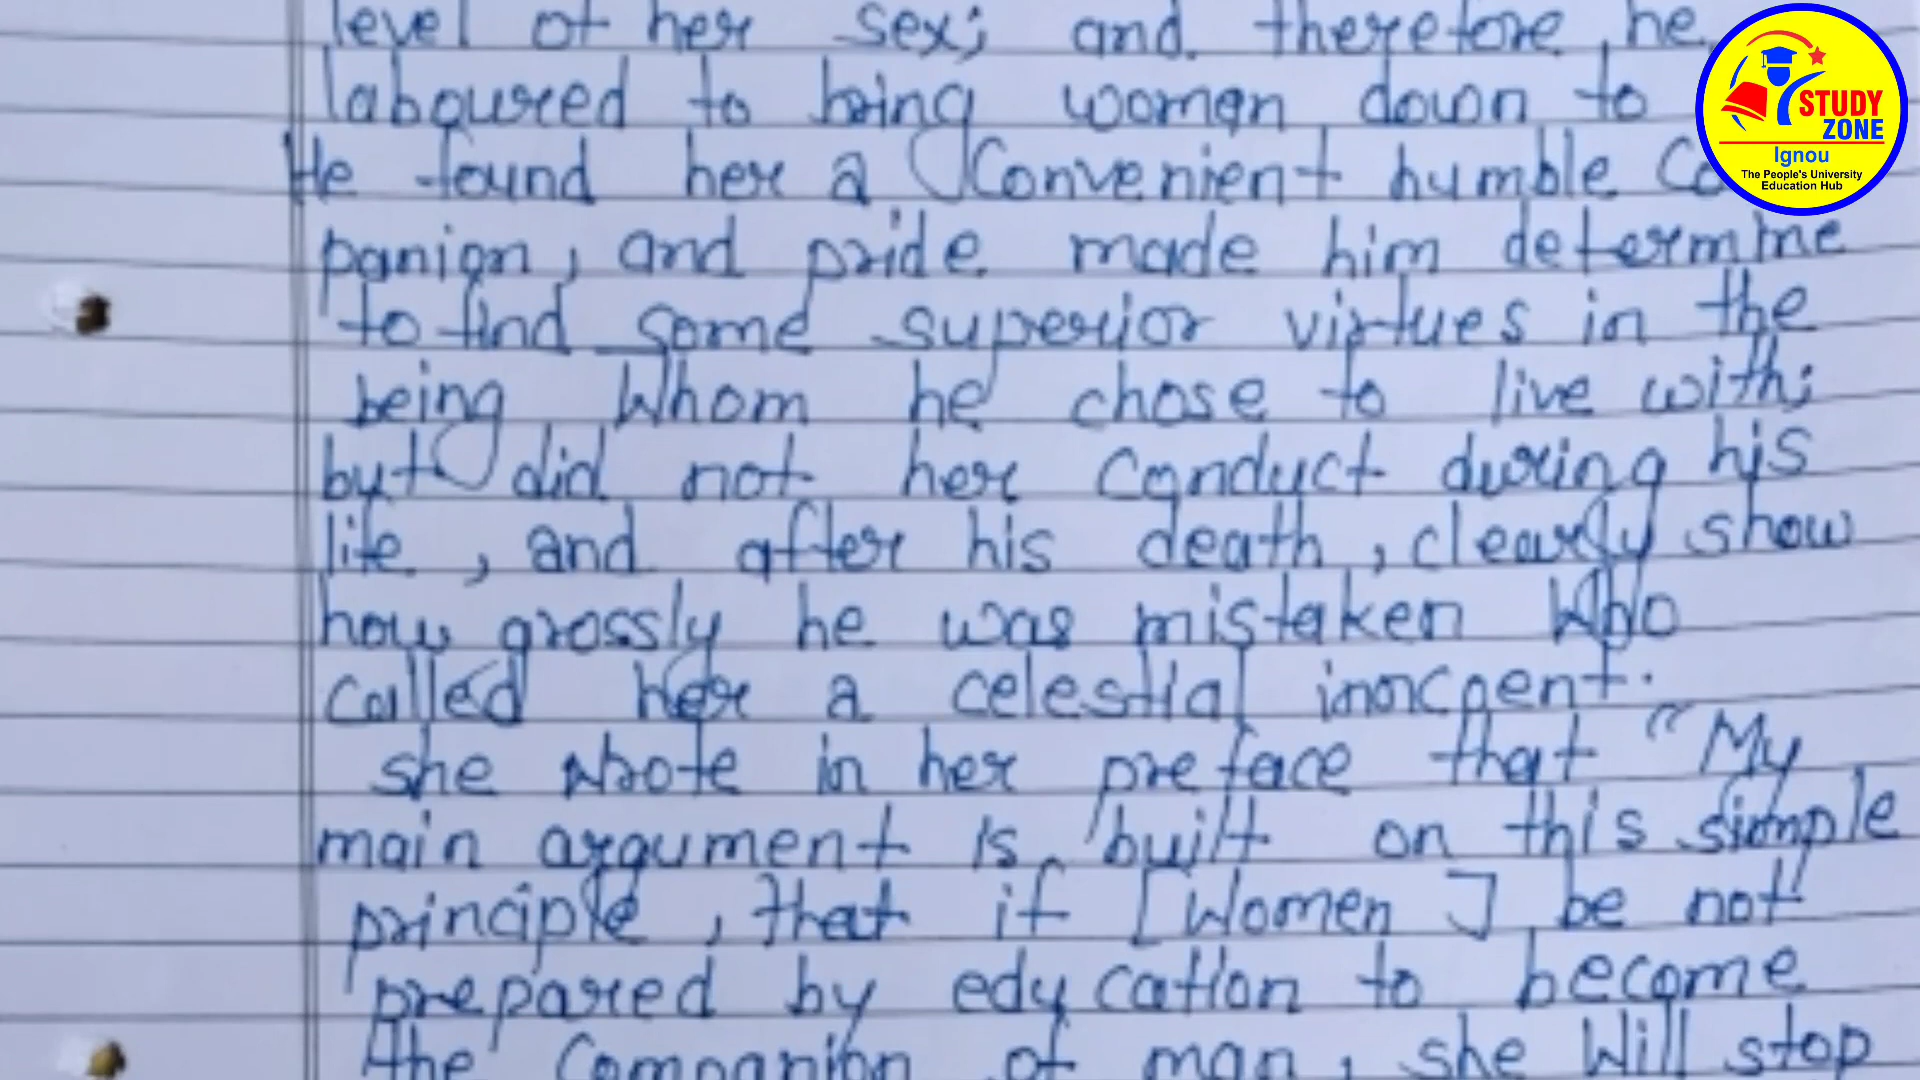 level of her sex; and therefore he
laboured to bring woman down to
He found her a Convenient humble Co
panion, and pride made him determine
to find some superior virtues in the
being Whom he chose to live with;
but did not her Conduct during his
life, and after his death, clearly show
how grossly he was mistaken Who
called her a celestial
she wrote in her preface that "My
main argument is built on this simple
principle, that if [Women] be not
prepared by education to become
the Companion of man, she Will stop
STUDY
ZONE
Ignou
The People's University
Education Hub